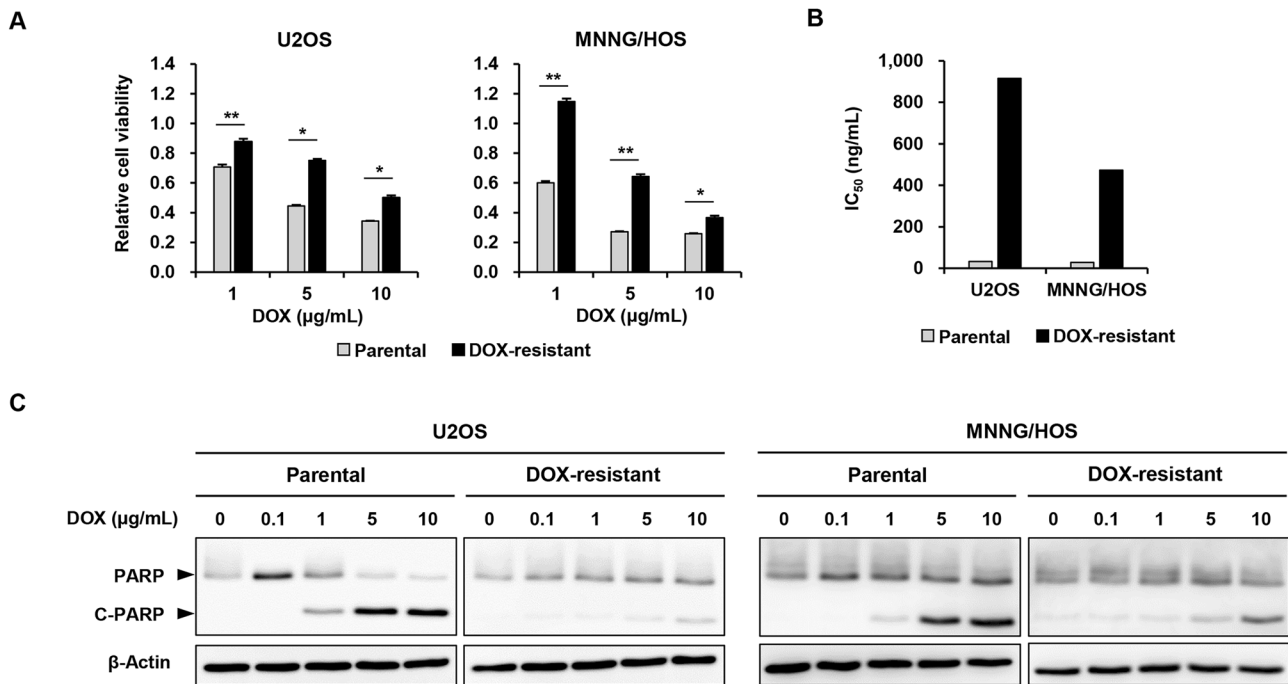 A
U2OS
MNNG/HOS
Relative cell viability
1.4
1.2
1.0
0.8
0.6
0.4
0.2
0.0
**
*
*
1 5 10
DOX (µg/mL)
1.4
1.2
1.0
0.8
0.6
0.4
0.2
0.0
**
**
*
1 5 10
DOX (µg/mL)
Parental DOX-resistant
B
IC50 (ng/mL)
1,000
800
600
400
200
0
U2OS MNNG/HOS
Parental
DOX-resistant
C
U2OS MNNG/HOS
Parental DOX-resistant Parental DOX-resistant
DOX (µg/mL) 0 0.1 1 5 10 0 0.1 1 5 10 0 0.1 1 5 10 0 0.1 1 5 10
PARP
C-PARP
β-Actin